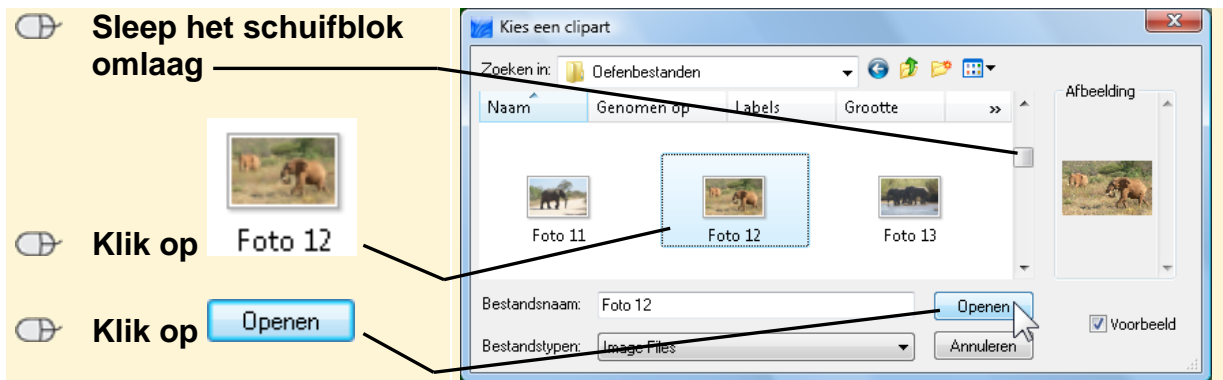 Sleep het schuifblok
omlaag
Foto 12
Klik op
Openen
Klik op
Kies een clipart
Zoeken in: Oefenbestanden
Naam Genomen op Labels Grootte »
Afbeelding
Foto 11 Foto 12 Foto 13
Bestandsnaam: Foto 12 Openen
Voorbeeld
Bestandstypen: Image Files Annuleren